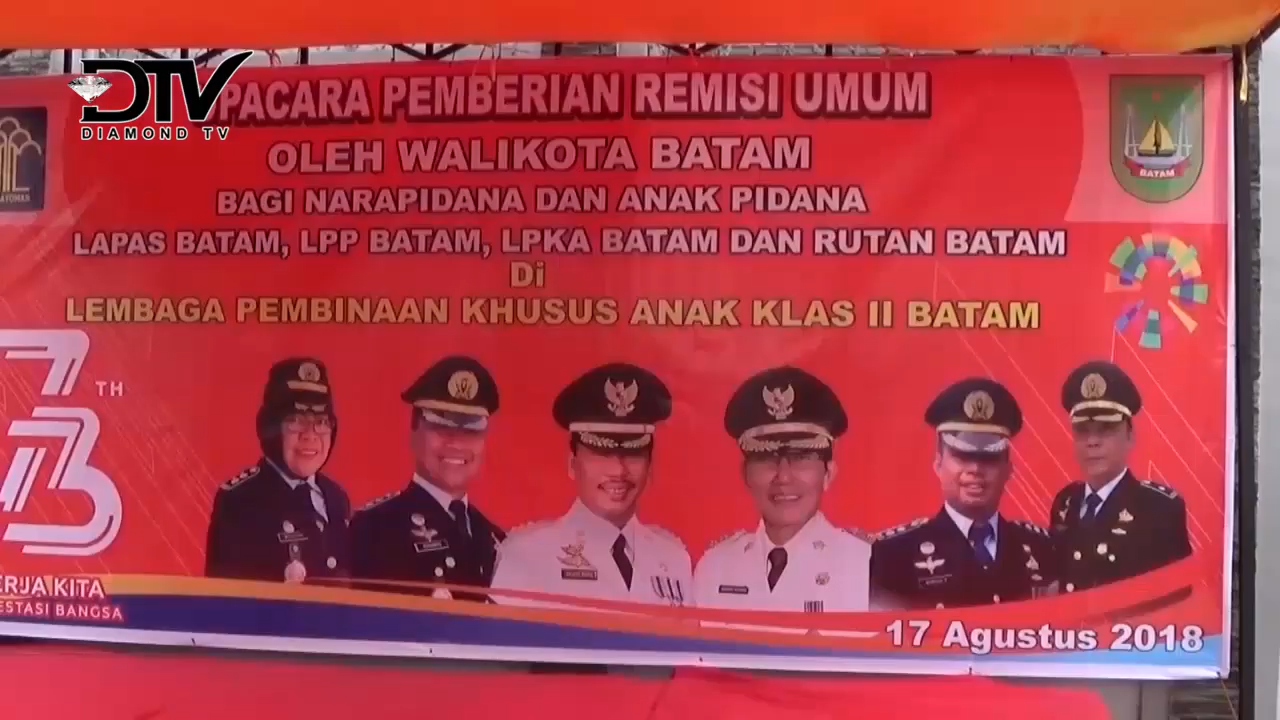 DTV
DIAMOND TV
PACARA PEMBERIAN REMISI UMUM
OLEH WALIKOTA BATAM
BAGI NARAPIDANA DAN ANAK PIDANA
LAPAS BATAM, LPP BATAM, LPKA BATAM DAN RUTAN BATAM
Di
LEMBAGA PEMBINAAN KHUSUS ANAK KLAS II BATAM
BATAM
73 TH
ERJA KITA
ESTASI BANGSA
17 Agustus 2018